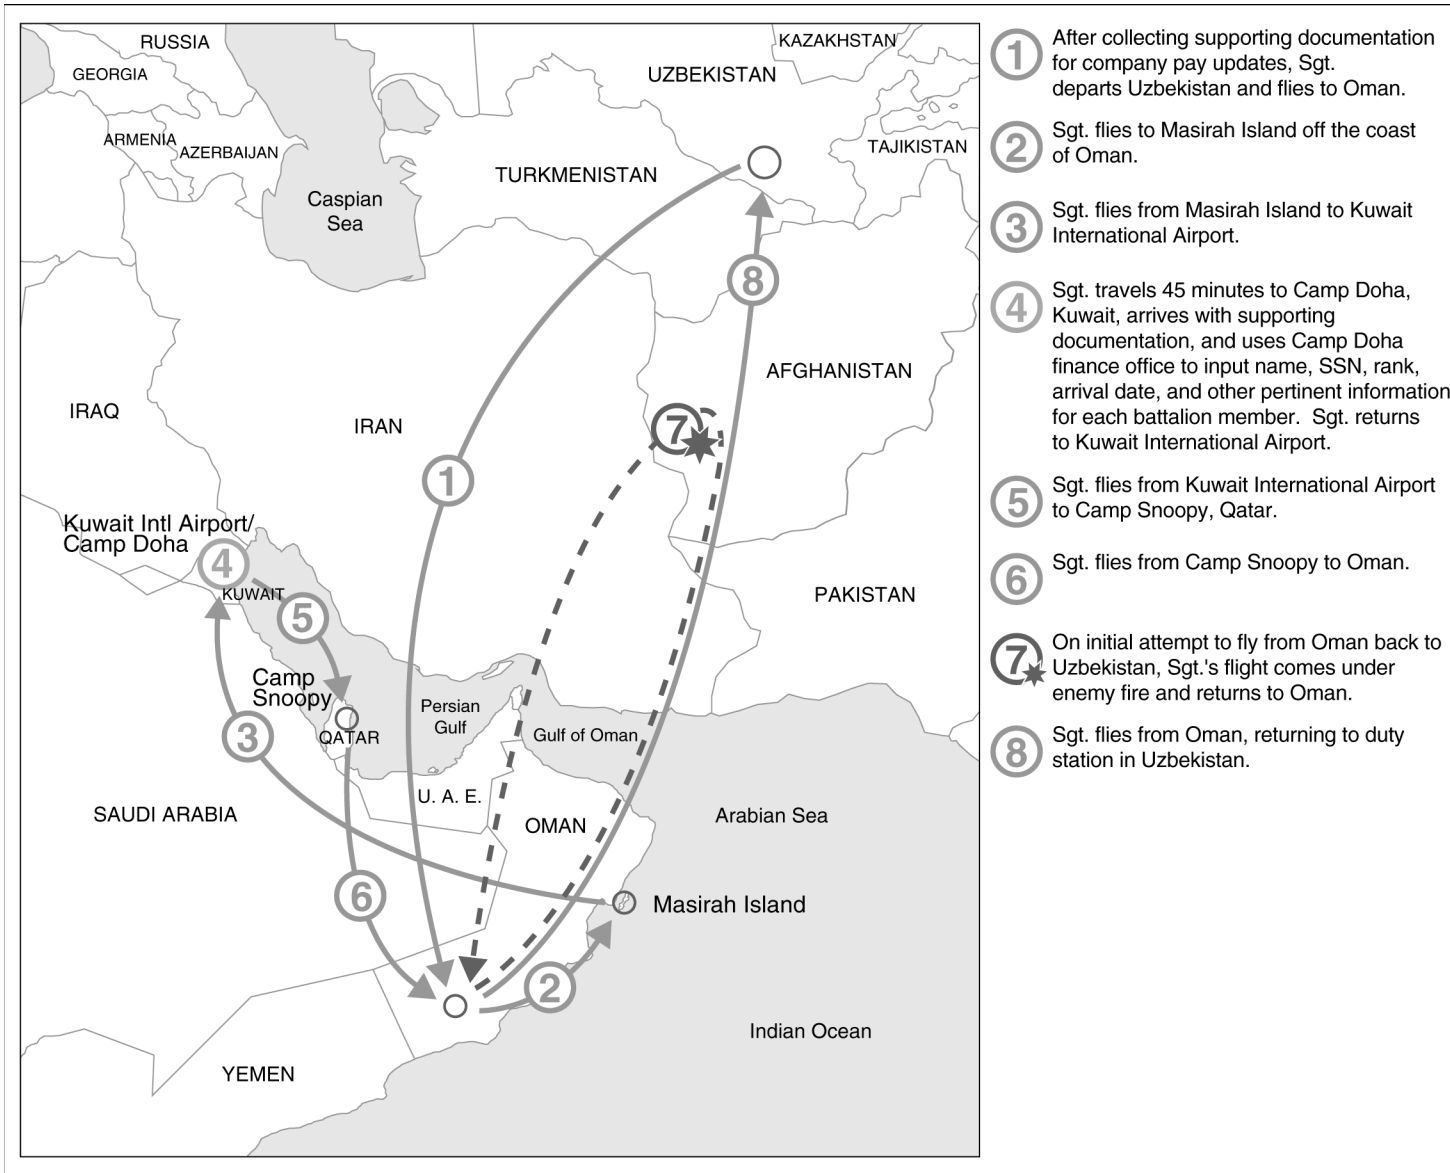 RUSSIA
KAZAKHSTAN
GEORGIA
UZBEKISTAN
ARMENIA
AZERBAIJAN
TAJIKISTAN
TURKMENISTAN
Caspian
Sea
8
AFGHANISTAN
IRAQ
IRAN
7
1
Kuwait Intl Airport/
Camp Doha
4
KUWAIT
5
PAKISTAN
Camp
Snoopy
Persian
Gulf
3
QATAR
Gulf of Oman
U. A. E.
SAUDI ARABIA
OMAN
Arabian Sea
6
Masirah Island
2
Indian Ocean
YEMEN
1
After collecting supporting documentation
for company pay updates, Sgt.
departs Uzbekistan and flies to Oman.
2
Sgt. flies to Masirah Island off the coast
of Oman.
3
Sgt. flies from Masirah Island to Kuwait
International Airport.
4
Sgt. travels 45 minutes to Camp Doha,
Kuwait, arrives with supporting
documentation, and uses Camp Doha
finance office to input name, SSN, rank,
arrival date, and other pertinent information
for each battalion member. Sgt. returns
to Kuwait International Airport.
5
Sgt. flies from Kuwait International Airport
to Camp Snoopy, Qatar.
6
Sgt. flies from Camp Snoopy to Oman.
7
On initial attempt to fly from Oman back to
Uzbekistan, Sgt.'s flight comes under
enemy fire and returns to Oman.
8
Sgt. flies from Oman, returning to duty
station in Uzbekistan.